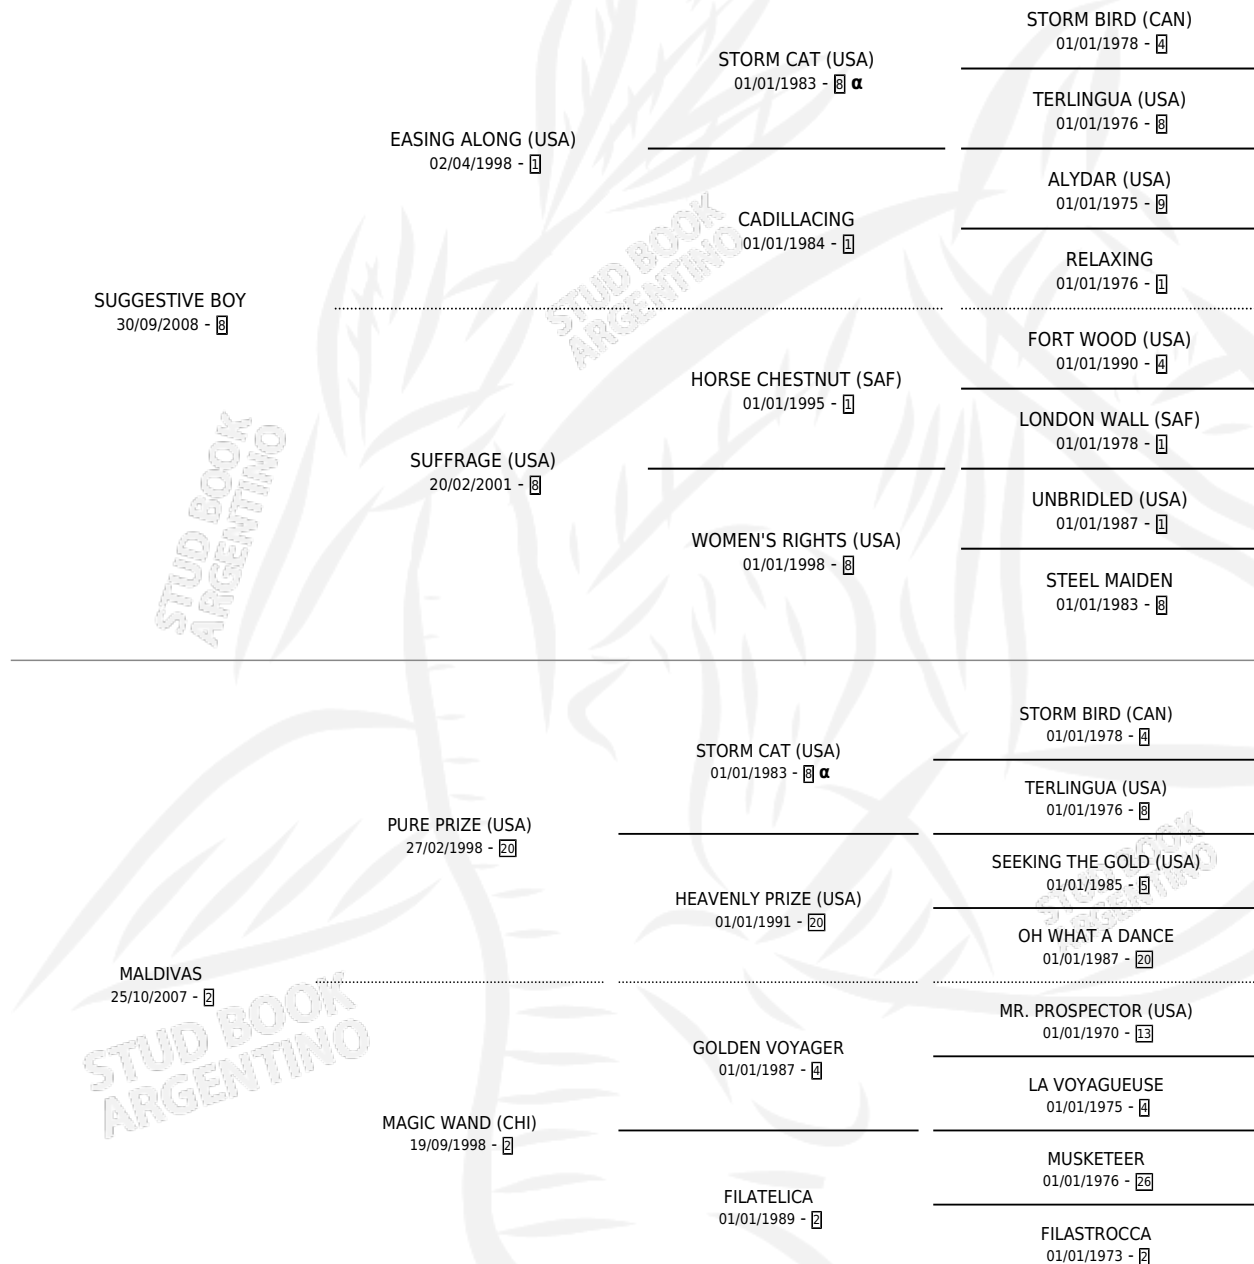 STORM BIRD (CAN)
01/01/1978 - 4
STORM CAT (USA)
01/01/1983 - 8 α
TERLINGUA (USA)
01/01/1976 - 8
EASING ALONG (USA)
02/04/1998 - 1
ALYDAR (USA)
01/01/1975 - 9
CADILLACING
01/01/1984 - 1
RELAXING
01/01/1976 - 1
SUGGESTIVE BOY
30/09/2008 - 8
FORT WOOD (USA)
01/01/1990 - 4
HORSE CHESTNUT (SAF)
01/01/1995 - 1
LONDON WALL (SAF)
01/01/1978 - 1
SUFFRAGE (USA)
20/02/2001 - 8
UNBRIDLED (USA)
01/01/1987 - 1
WOMEN'S RIGHTS (USA)
01/01/1998 - 8
STEEL MAIDEN
01/01/1983 - 8
STORM BIRD (CAN)
01/01/1978 - 4
STORM CAT (USA)
01/01/1983 - 8 α
TERLINGUA (USA)
01/01/1976 - 8
PURE PRIZE (USA)
27/02/1998 - 20
SEEKING THE GOLD (USA)
01/01/1985 - 5
HEAVENLY PRIZE (USA)
01/01/1991 - 20
OH WHAT A DANCE
01/01/1987 - 20
MALDIVAS
25/10/2007 - 2
MR. PROSPECTOR (USA)
01/01/1970 - 13
GOLDEN VOYAGER
01/01/1987 - 4
LA VOYAGUEUSE
01/01/1975 - 4
MAGIC WAND (CHI)
19/09/1998 - 2
MUSKETEER
01/01/1976 - 26
FILATELICA
01/01/1989 - 2
FILASTROCCA
01/01/1973 - 2
STUD BOOK
ARGENTINO
STUD BOOK
ARGENTINO
STUD BOOK
ARGENTINO
STUD BOOK
ARGENTINO